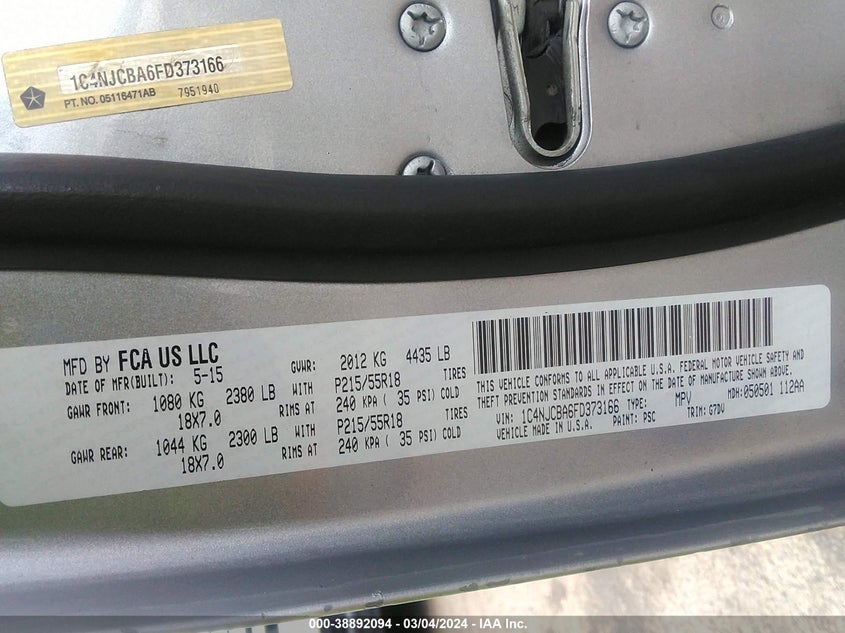 1C4NJCBA6FD373166
PT. NO. 05116471AB 7951940
MFD BY FCA US LLC
DATE OF MFR(BUILT): 5-15 GVWR: 2012 KG 4435 LB
GAWR FRONT: 1080 KG 2380 LB WITH P215/55R18 TIRES
18X7.0 RIMS AT 240 KPA ( 35 PSI) COLD
GAWR REAR: 1044 KG 2300 LB WITH P215/55R18 TIRES
18X7.0 RIMS AT 240 KPA ( 35 PSI) COLD
THIS VEHICLE CONFORMS TO ALL APPLICABLE U.S.A. FEDERAL MOTOR VEHICLE SAFETY AND
THEFT PREVENTION STANDARDS IN EFFECT ON THE DATE OF MANUFACTURE SHOWN ABOVE.
VIN: 1C4NJCBA6FD373166 TYPE: MPV MDH: 050501 112AA
VEHICLE MADE IN U.S.A. PAINT: PSC TRIM: G7DV
000-38892094 - 03/04/2024 - IAA Inc.